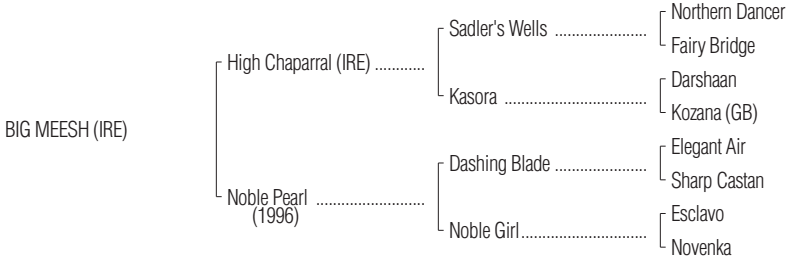 Northern Dancer
Sadler's Wells ........................
Fairy Bridge
High Chaparral (IRE) ............
Darshaan
Kasora .....................................
Kozana (GB)
BIG MEESH (IRE)
Elegant Air
Dashing Blade ........................
Sharp Castan
Noble Pearl ............................
(1996)
Esclavo
Noble Girl.................................
Novenka